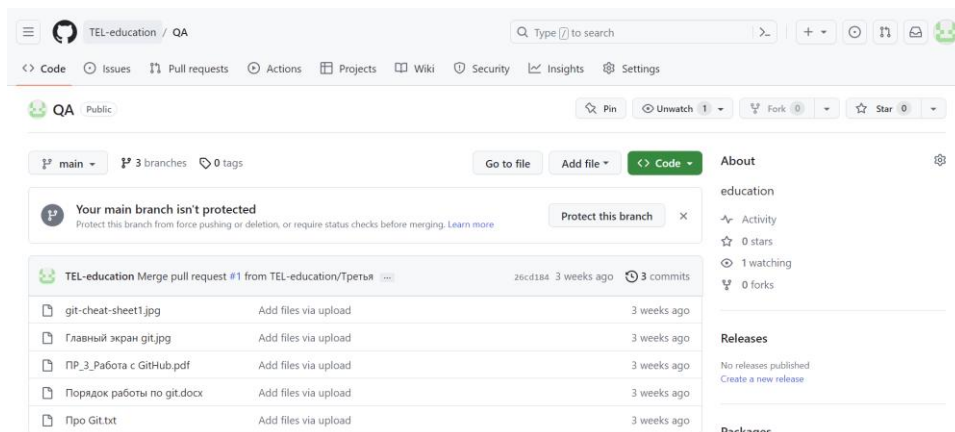 TEL-education / QA
Type / to search
Code Issues Pull requests Actions Projects Wiki Security Insights Settings
QA Public
Pin Unwatch 1 Fork 0 Star 0
main 3 branches 0 tags
Go to file Add file Code
Your main branch isn't protected
Protect this branch from force pushing or deletion, or require status checks before merging. Learn more
Protect this branch
TEL-education Merge pull request #1 from TEL-education/Третья ... 26cd184 3 weeks ago 3 commits
git-cheat-sheet1.jpg Add files via upload 3 weeks ago
Главный экран git.jpg Add files via upload 3 weeks ago
ПР_3_Работа с GitHub.pdf Add files via upload 3 weeks ago
Порядок работы по git.docx Add files via upload 3 weeks ago
Про Git.txt Add files via upload 3 weeks ago
About
education
Activity
0 stars
1 watching
0 forks
Releases
No releases published
Create a new release
Packages